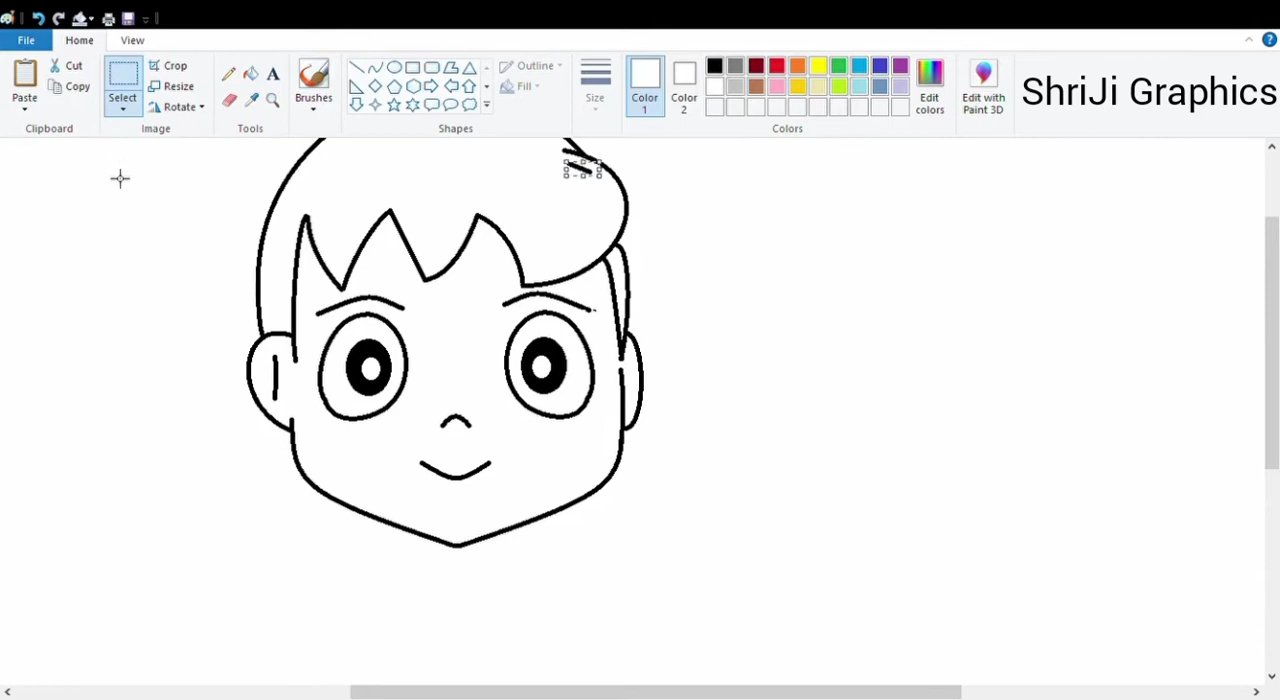 File Home View
Cut
Copy
Paste
Clipboard
Select
Crop
Resize
Rotate
Image
A
Tools
Brushes
Shapes
Outline
Fill
Size
Color 1
Color 2
Edit colors
Colors
Edit with Paint 3D
ShriJi Graphics